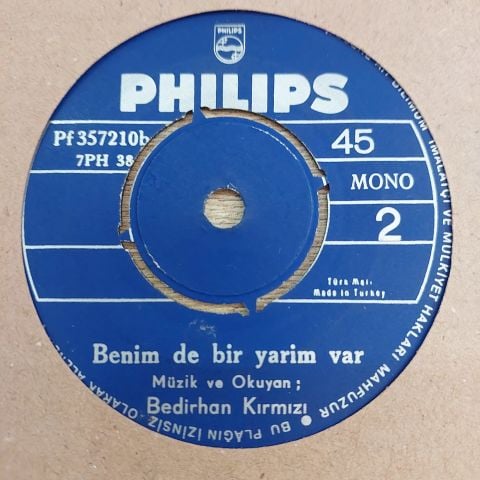 PHILIPS
PHILIPS
Pf 357210b
7PH 38
45
MONO
2
Türk Malı
Made in Turkey
Benim de bir yarim var
Müzik ve Okuyan;
Bedirhan Kırmızı
İMALATÇI VE MÜLKİYET HAKLARI MAHFUZUR • BU PLAĞIN İZİNSİZ OLARAK